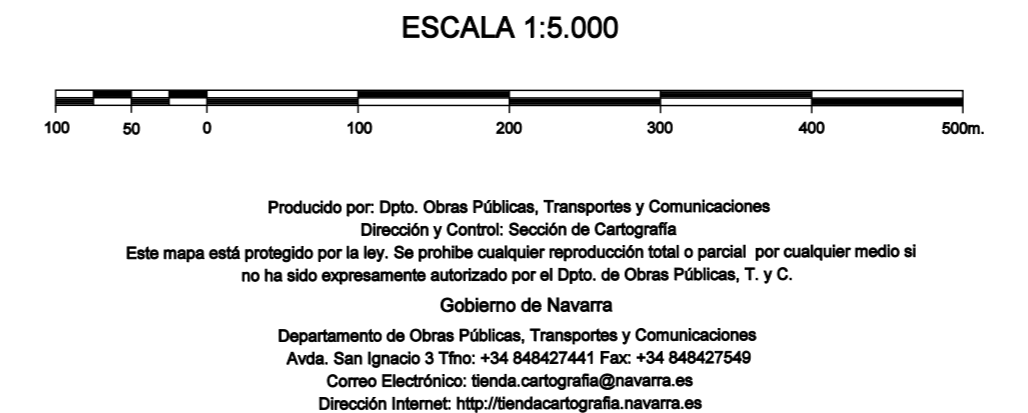 ESCALA 1:5.000
100 50 0 100 200 300 400 500m.
Producido por: Dpto. Obras Públicas, Transportes y Comunicaciones
Dirección y Control: Sección de Cartografía
Este mapa está protegido por la ley. Se prohibe cualquier reproducción total o parcial por cualquier medio si
no ha sido expresamente autorizado por el Dpto. de Obras Públicas, T. y C.
Gobierno de Navarra
Departamento de Obras Públicas, Transportes y Comunicaciones
Avda. San Ignacio 3 Tfno: +34 848427441 Fax: +34 848427549
Correo Electrónico: tienda.cartografia@navarra.es
Dirección Internet: http://tiendacartografia.navarra.es